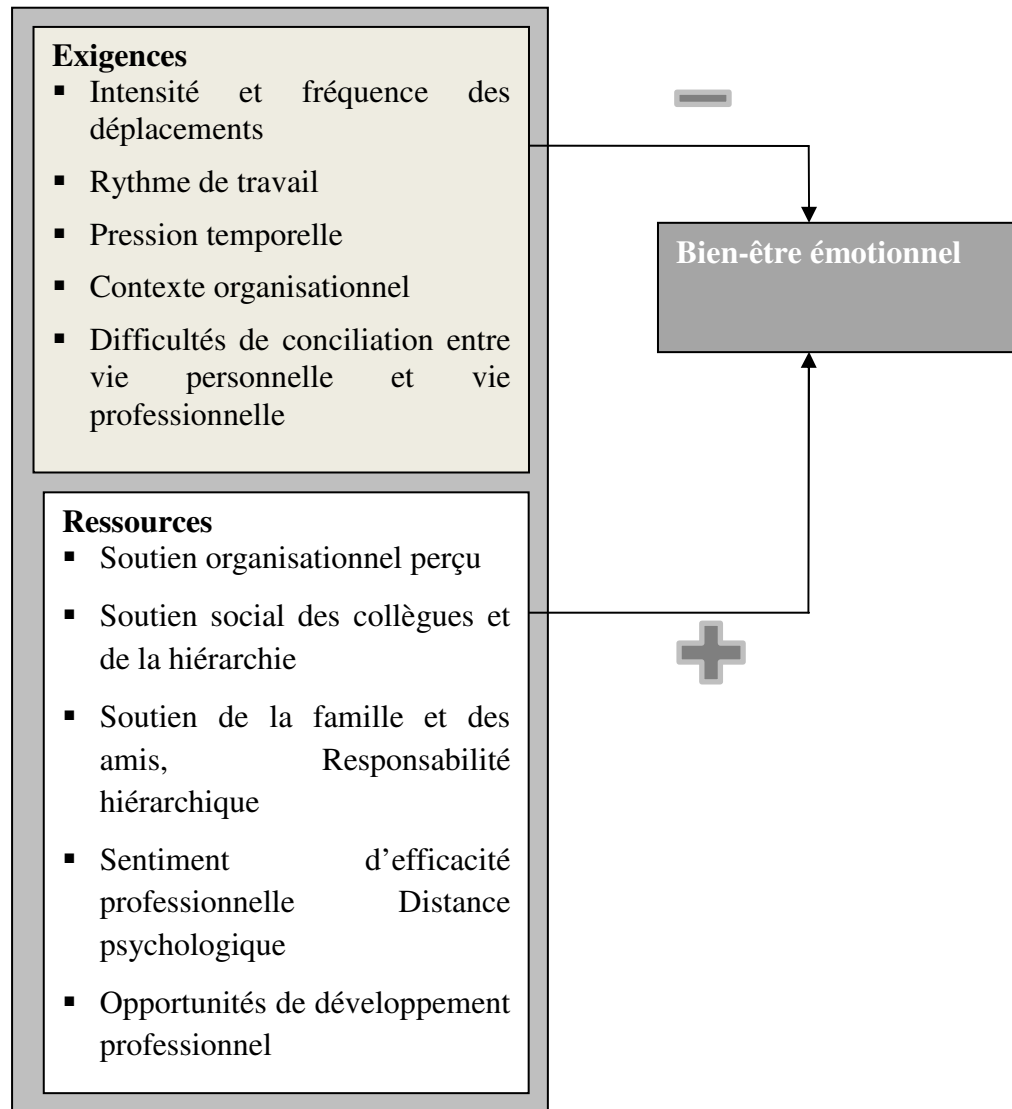 Exigences
▪ Intensité et fréquence des
déplacements
▪ Rythme de travail
▪ Pression temporelle
▪ Contexte organisationnel
▪ Difficultés de conciliation entre
vie personnelle et vie
professionnelle
Bien-être émotionnel
Ressources
▪ Soutien organisationnel perçu
▪ Soutien social des collègues et
de la hiérarchie
▪ Soutien de la famille et des
amis, Responsabilité
hiérarchique
▪ Sentiment d’efficacité
professionnelle Distance
psychologique
▪ Opportunités de développement
professionnel